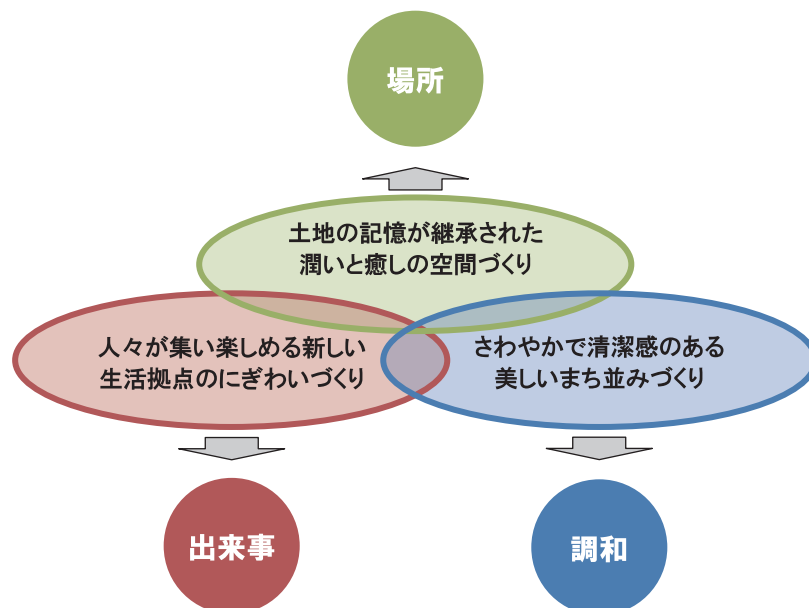 場所
土地の記憶が継承された
潤いと癒しの空間づくり
人々が集い楽しめる新しい
生活拠点のにぎわいづくり
さわやかで清潔感のある
美しいまち並みづくり
出来事
調和